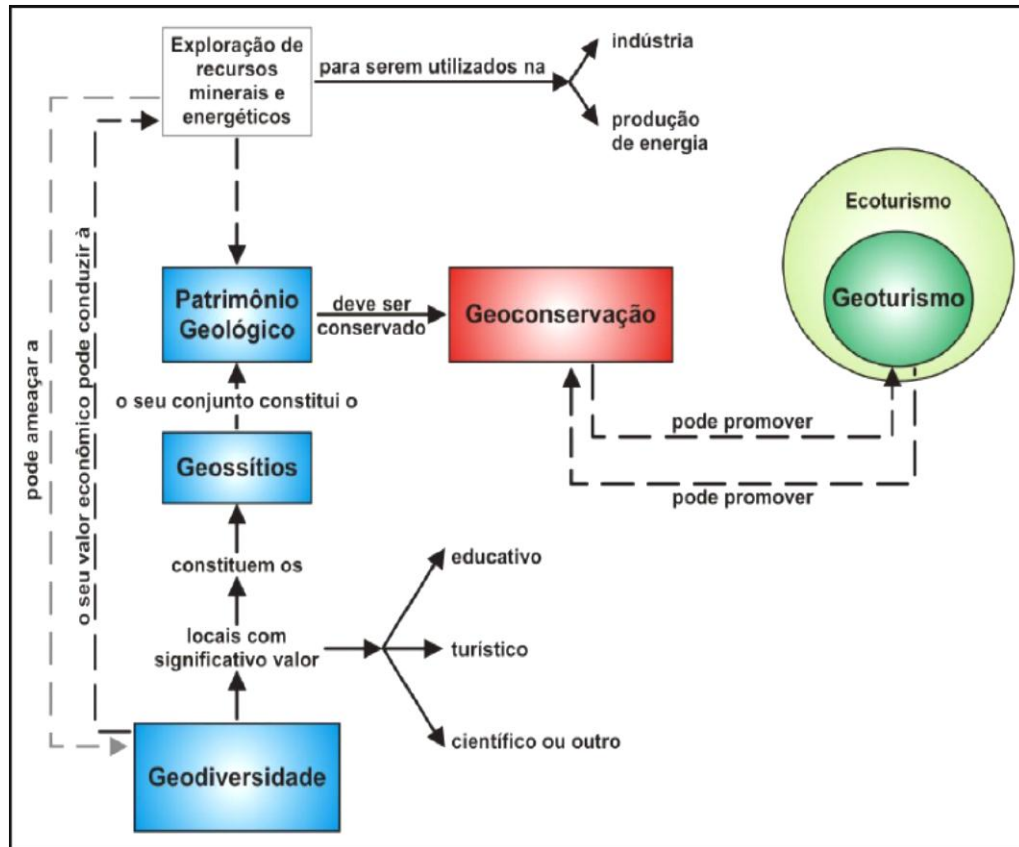 Exploração de
recursos
minerais e
energéticos
para serem utilizados na
indústria
produção
de energia
Ecoturismo
Geoturismo
Patrimônio
Geológico
deve ser
conservado
Geoconservação
pode ameaçar a
o seu valor econômico pode conduzir à
o seu conjunto constitui o
pode promover
Geossítios
pode promover
constituem os
educativo
locais com
significativo valor
turístico
científico ou outro
Geodiversidade